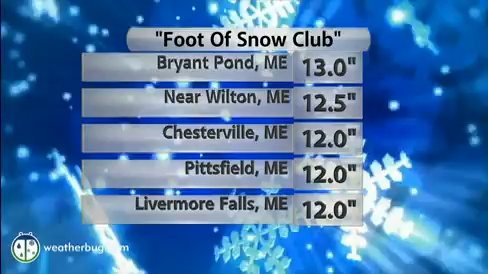 "Foot Of Snow Club"
Bryant Pond, ME 13.0"
Near Wilton, ME 12.5"
Chesterville, ME 12.0"
Pittsfield, ME 12.0"
Livermore Falls, ME 12.0"
weatherbug.com